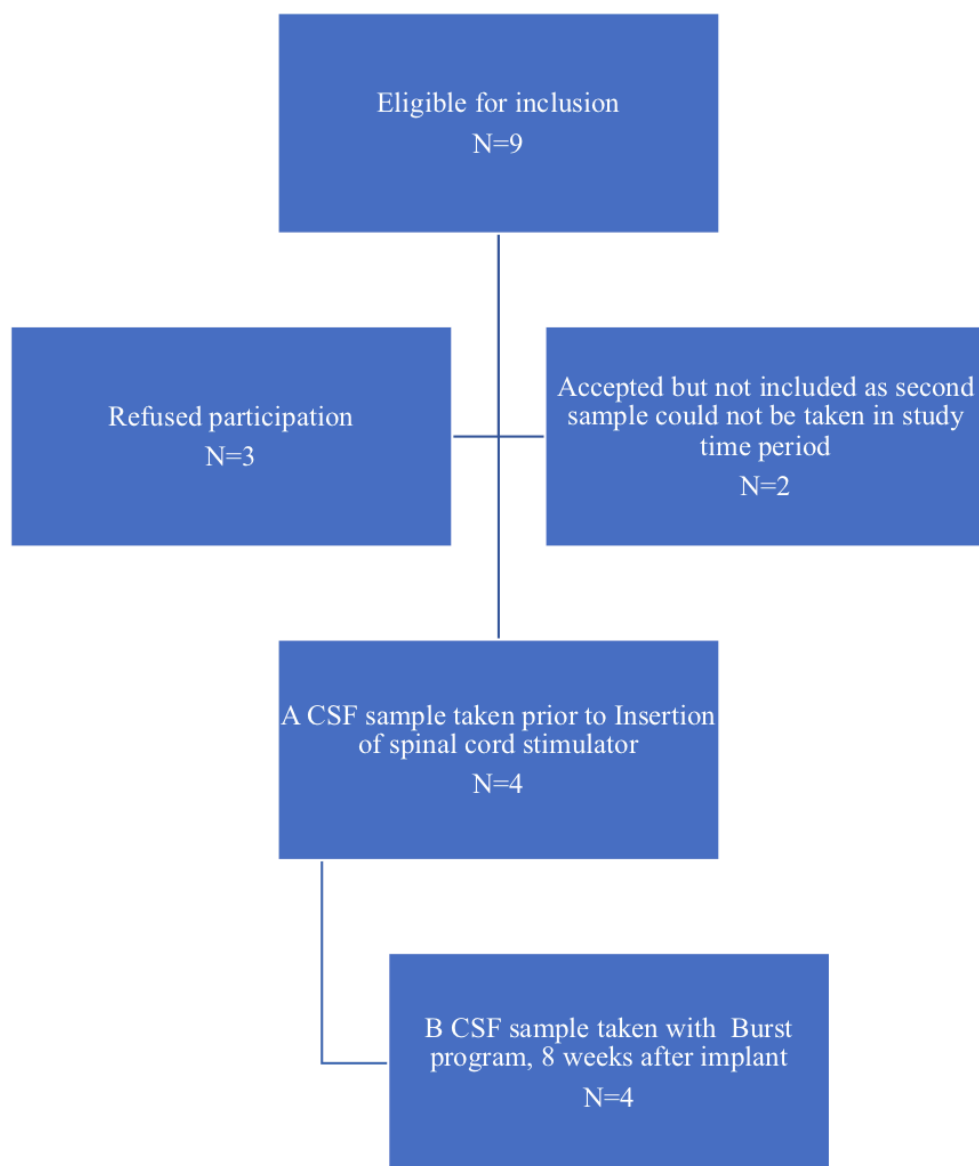 Eligible for inclusion
N=9
Refused participation
N=3
Accepted but not included as second
sample could not be taken in study
time period
N=2
A CSF sample taken prior to Insertion
of spinal cord stimulator
N=4
B CSF sample taken with  Burst
program, 8 weeks after implant
N=4